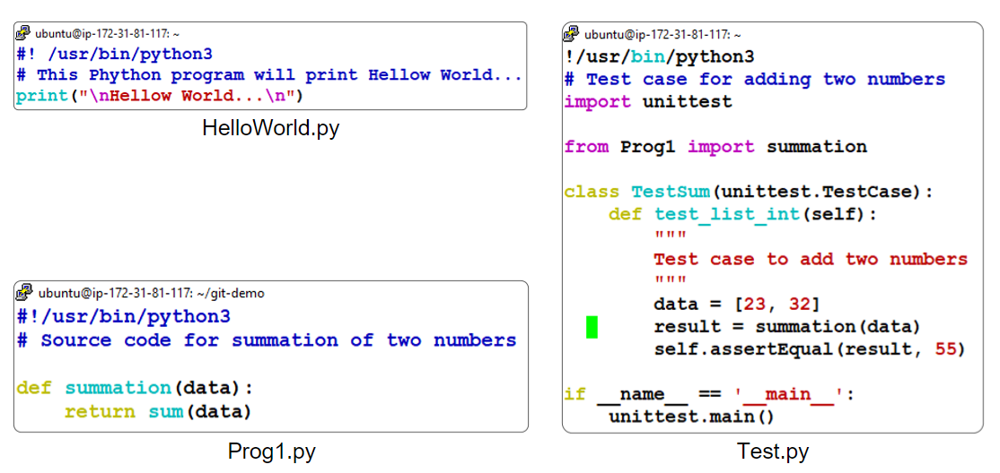 ubuntu@ip-172-31-81-117: ~
#! /usr/bin/python3
# This Phython program will print Hellow World...
print("\nHellow World...\n")
HelloWorld.py
ubuntu@ip-172-31-81-117: ~/git-demo
#!/usr/bin/python3
# Source code for summation of two numbers
def summation(data):
    return sum(data)
Prog1.py
ubuntu@ip-172-31-81-117: ~
!/usr/bin/python3
# Test case for adding two numbers
import unittest
from Prog1 import summation
class TestSum(unittest.TestCase):
    def test_list_int(self):
        """
        Test case to add two numbers
        """
        data = [23, 32]
        result = summation(data)
        self.assertEqual(result, 55)
if __name__ == '__main__':
    unittest.main()
Test.py